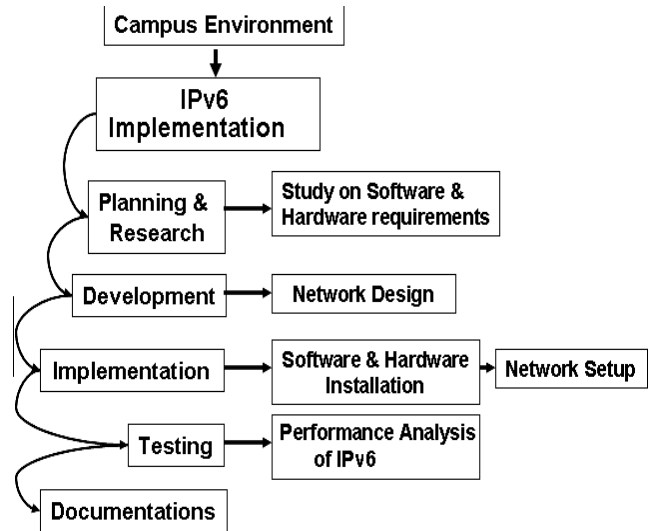 Campus Environment
IPv6
Implementation
Planning &
Research
Study on Software &
Hardware requirements
Development
Network Design
Implementation
Software & Hardware
Installation
Network Setup
Testing
Performance Analysis
of IPv6
Documentations